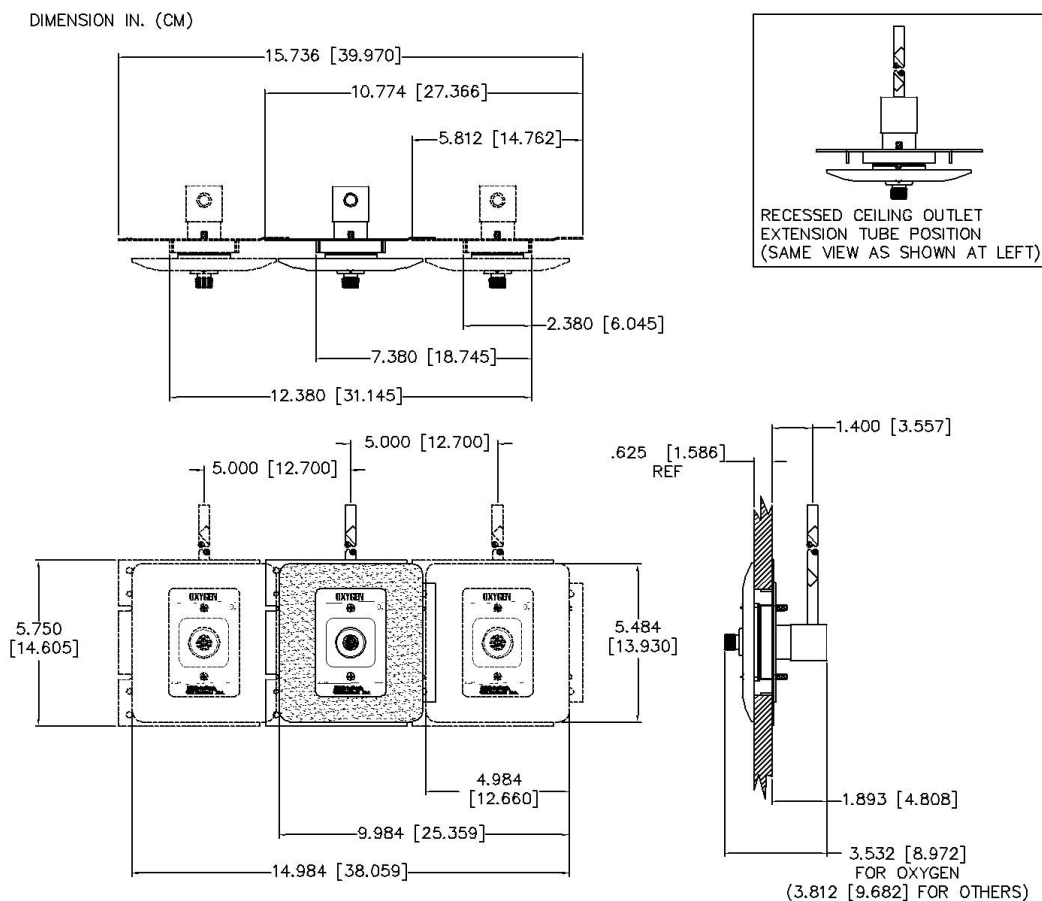 DIMENSION IN. (CM)
15.736 [39.970]
10.774 [27.366]
5.812 [14.762]
2.380 [6.045]
7.380 [18.745]
12.380 [31.145]
RECESSED CEILING OUTLET
EXTENSION TUBE POSITION
(SAME VIEW AS SHOWN AT LEFT)
5.000 [12.700]
5.000 [12.700]
OXYGEN
OXYGEN
OXYGEN
5.750
[14.605]
5.484
[13.930]
4.984
[12.660]
9.984 [25.359]
14.984 [38.059]
1.400 [3.557]
.625 [1.586]
REF
1.893 [4.808]
3.532 [8.972]
FOR OXYGEN
(3.812 [9.682] FOR OTHERS)